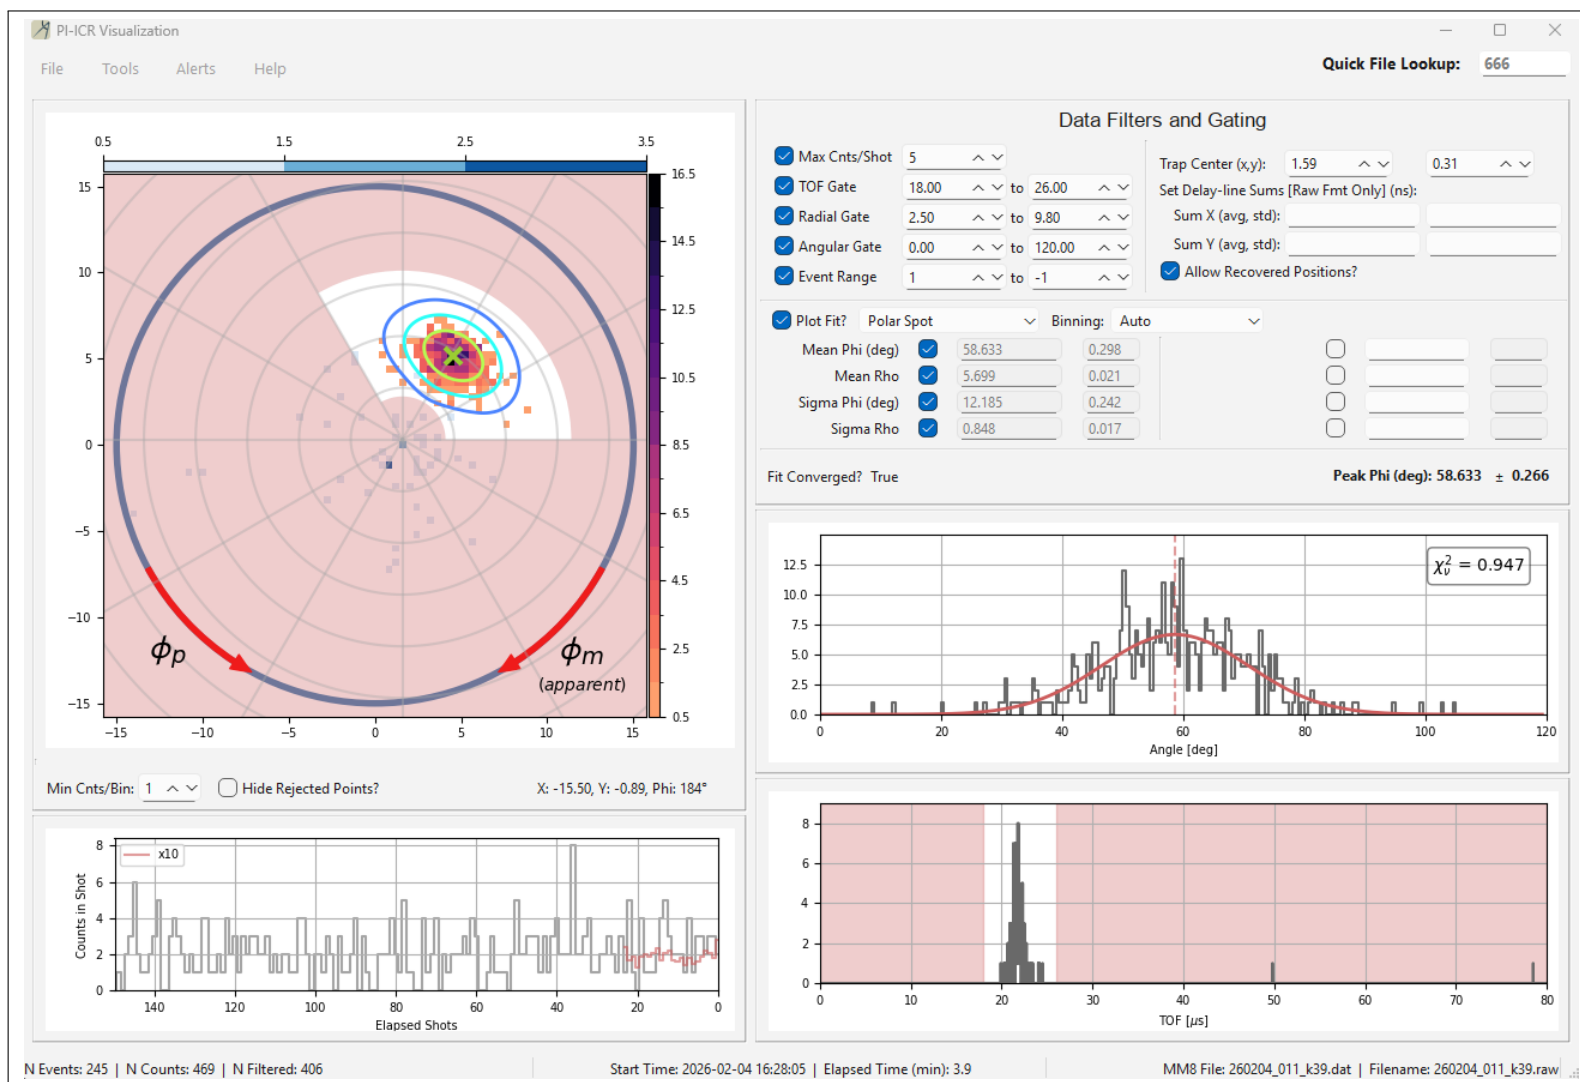 PI-ICR Visualization
File Tools Alerts Help
Quick File Lookup: 666
0.5 1.5 2.5 3.5
15
10
5
0
−5
−10
−15
−15 −10 −5 0 5 10 15
16.5
14.5
12.5
10.5
8.5
6.5
4.5
2.5
0.5
ϕp
ϕm
(apparent)
Min Cnts/Bin: 1 Hide Rejected Points? X: -15.50, Y: -0.89, Phi: 184°
Data Filters and Gating
Max Cnts/Shot 5
TOF Gate 18.00 to 26.00
Radial Gate 2.50 to 9.80
Angular Gate 0.00 to 120.00
Event Range 1 to -1
Trap Center (x,y): 1.59 0.31
Set Delay-line Sums [Raw Fmt Only] (ns):
Sum X (avg, std):
Sum Y (avg, std):
Allow Recovered Positions?
Plot Fit? Polar Spot Binning: Auto
Mean Phi (deg) 58.633 0.298
Mean Rho 5.699 0.021
Sigma Phi (deg) 12.185 0.242
Sigma Rho 0.848 0.017
Fit Converged? True Peak Phi (deg): 58.633 ± 0.266
12.5
10.0
7.5
5.0
2.5
0.0
χ²ν = 0.947
0 20 40 60 80 100 120
Angle [deg]
8
6
4
2
0
x10
Counts in Shot
140 120 100 80 60 40 20 0
Elapsed Shots
8
6
4
2
0
0 10 20 30 40 50 60 70 80
TOF [μs]
N Events: 245 | N Counts: 469 | N Filtered: 406
Start Time: 2026-02-04 16:28:05 | Elapsed Time (min): 3.9
MM8 File: 260204_011_k39.dat | Filename: 260204_011_k39.raw